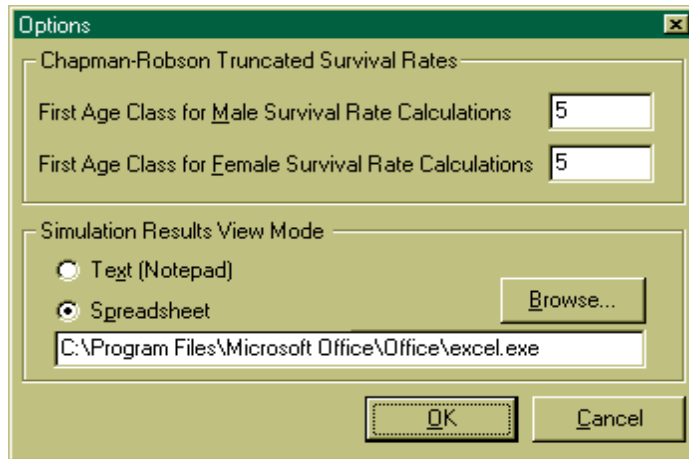 Options
Chapman-Robson Truncated Survival Rates
First Age Class for Male Survival Rate Calculations 5
First Age Class for Female Survival Rate Calculations 5
Simulation Results View Mode
Text (Notepad)
Spreadsheet
Browse...
C:\Program Files\Microsoft Office\Office\excel.exe
OK Cancel